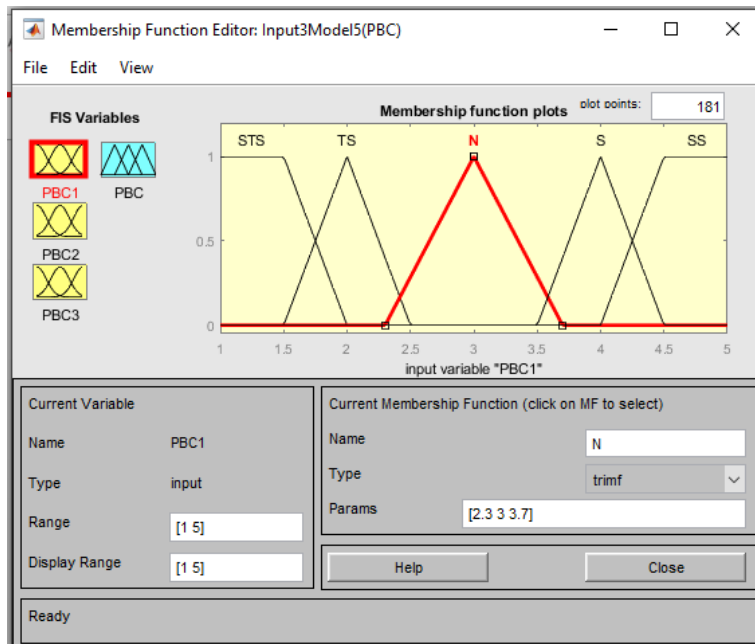 Membership Function Editor: Input3Model5(PBC)
File Edit View
FIS Variables
PBC1 PBC
PBC2
PBC3
Membership function plots plot points: 181
STS TS N S SS
1
0.5
0
1 1.5 2 2.5 3 3.5 4 4.5 5
input variable "PBC1"
Current Variable
Name PBC1
Type input
Range [1 5]
Display Range [1 5]
Current Membership Function (click on MF to select)
Name N
Type trimf
Params [2.3 3 3.7]
Help Close
Ready